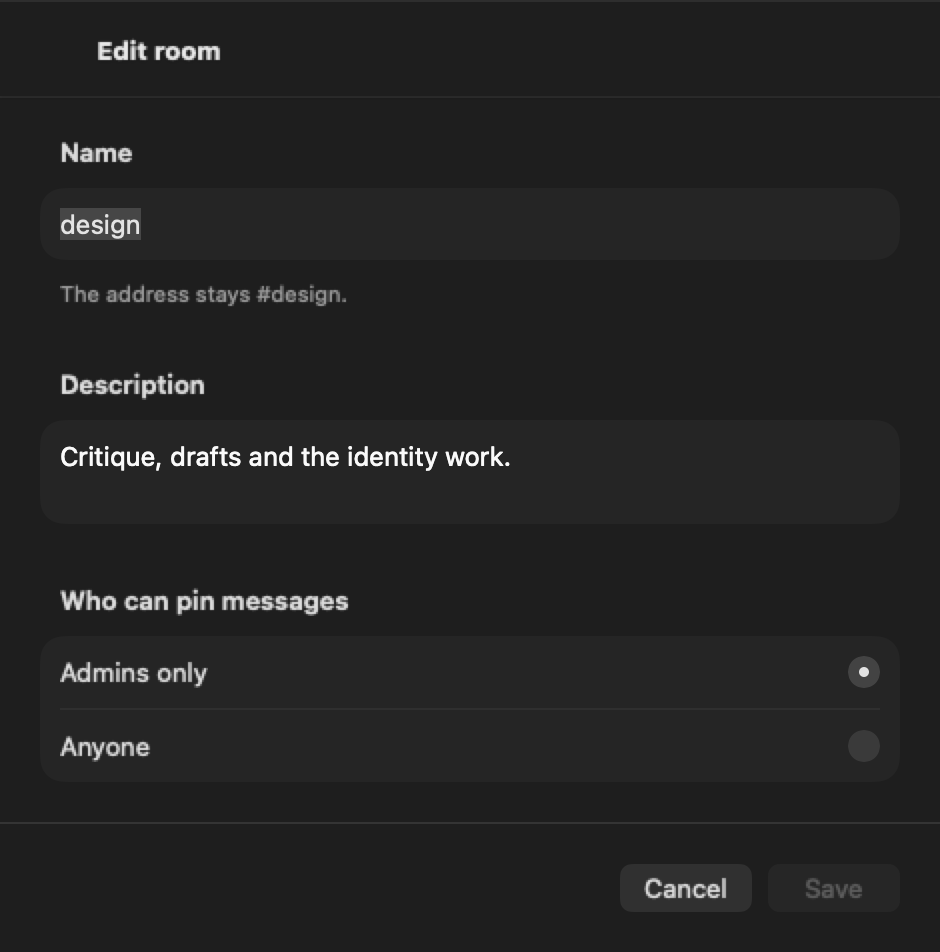 Edit room
Name
design
The address stays #design.
Description
Critique, drafts and the identity work.
Who can pin messages
Admins only
Anyone
Cancel
Save